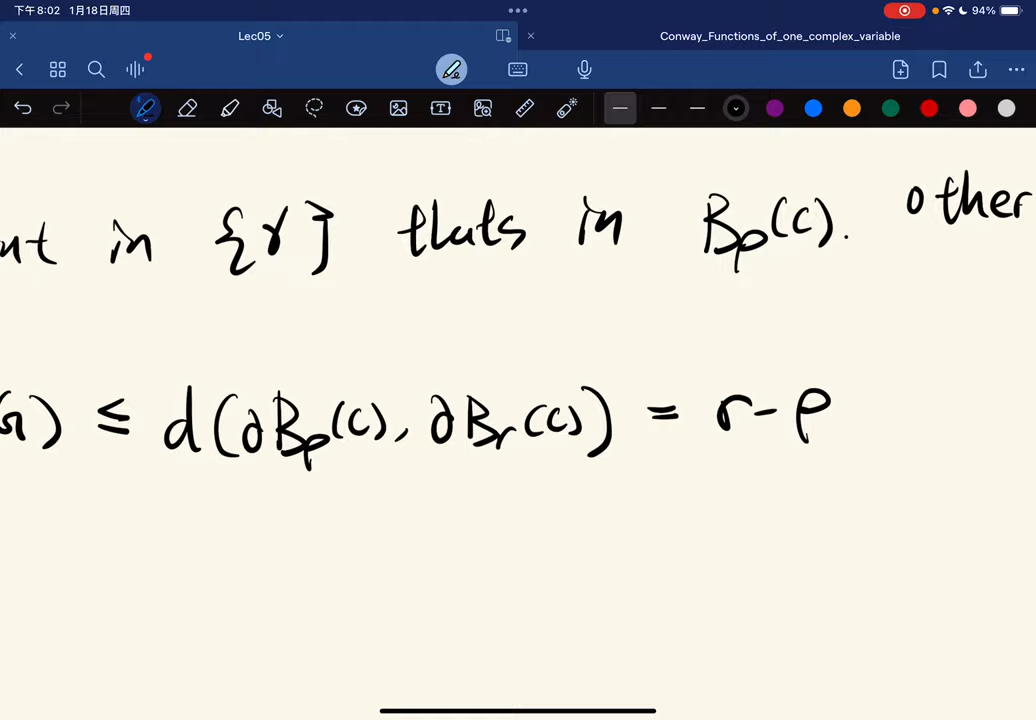 下午8:02 1月18日周四
94%
Lec05
Conway_Functions_of_one_complex_variable
in {γ} thats in Bρ(c). other
≤ d(∂Bρ(c), ∂Br(c)) = r-ρ